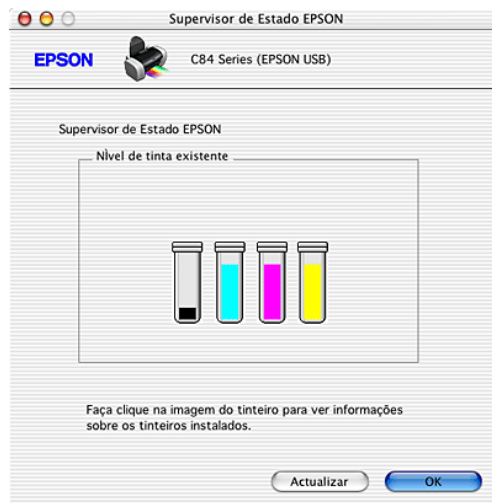 Supervisor de Estado EPSON
EPSON
C84 Series (EPSON USB)
Supervisor de Estado EPSON
NÌvel de tinta existente
Faça clique na imagem do tinteiro para ver informações
sobre os tinteiros instalados.
Actualizar
OK